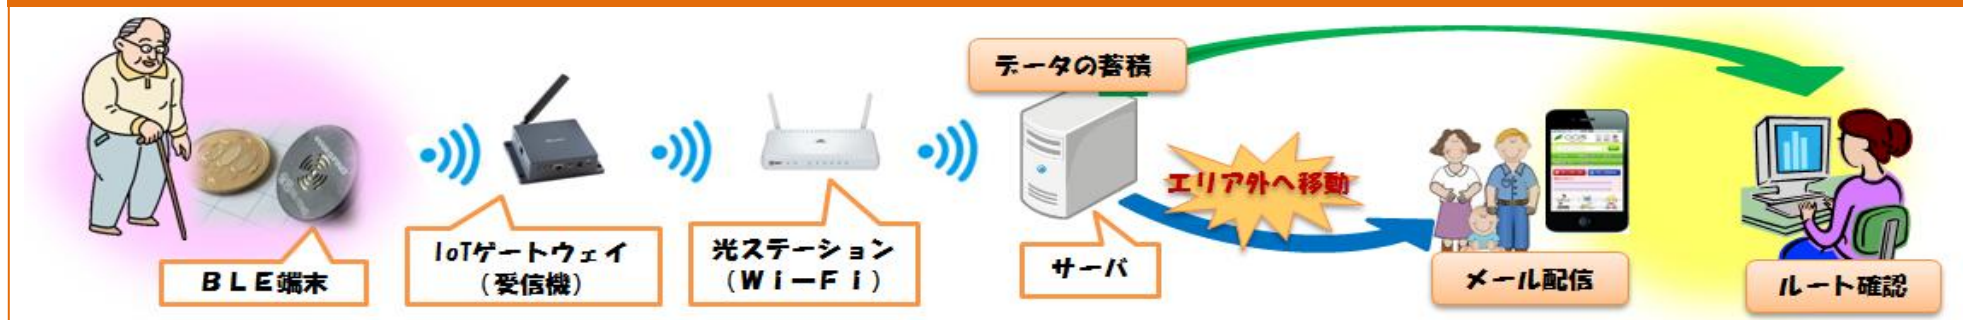 データの蓄積
エリア外へ移動
BLE端末
IoTゲートウェイ
(受信機)
光ステーション
(Wi-Fi)
サーバ
メール配信
ルート確認